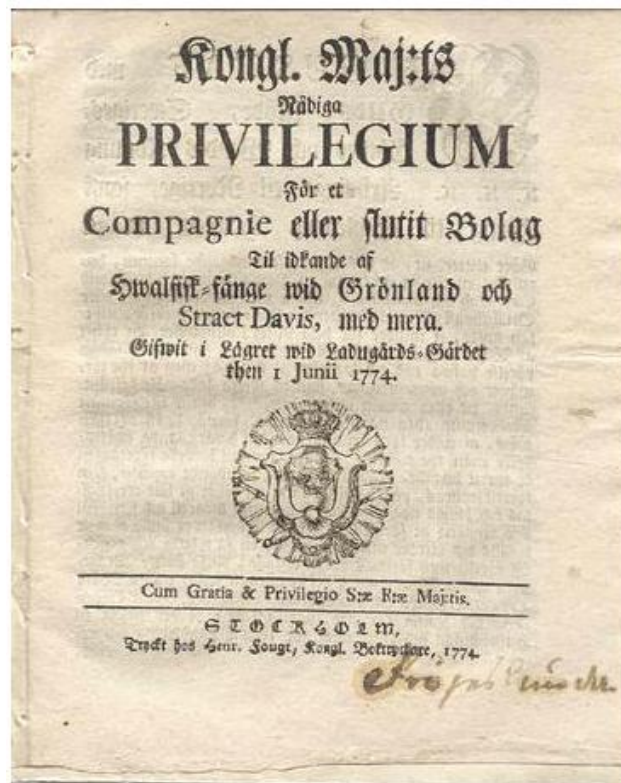 Kongl. Maj:ts
Nådiga
PRIVILEGIUM
För et
Compagnie eller slutit Bolag
Til idkande af
Hwalfisk-fänge wid Grönland och
Straet Davis, med mera.
Gifwit i Lägret wid Ladugårds-Gärdet
then 1 Junii 1774.
Cum Gratia & Privilegio S:æ R:æ Maj:tis.
STOCKHOLM,
Tryckt hos Henr. Fougt, Kongl. Boktryckare, 1774.